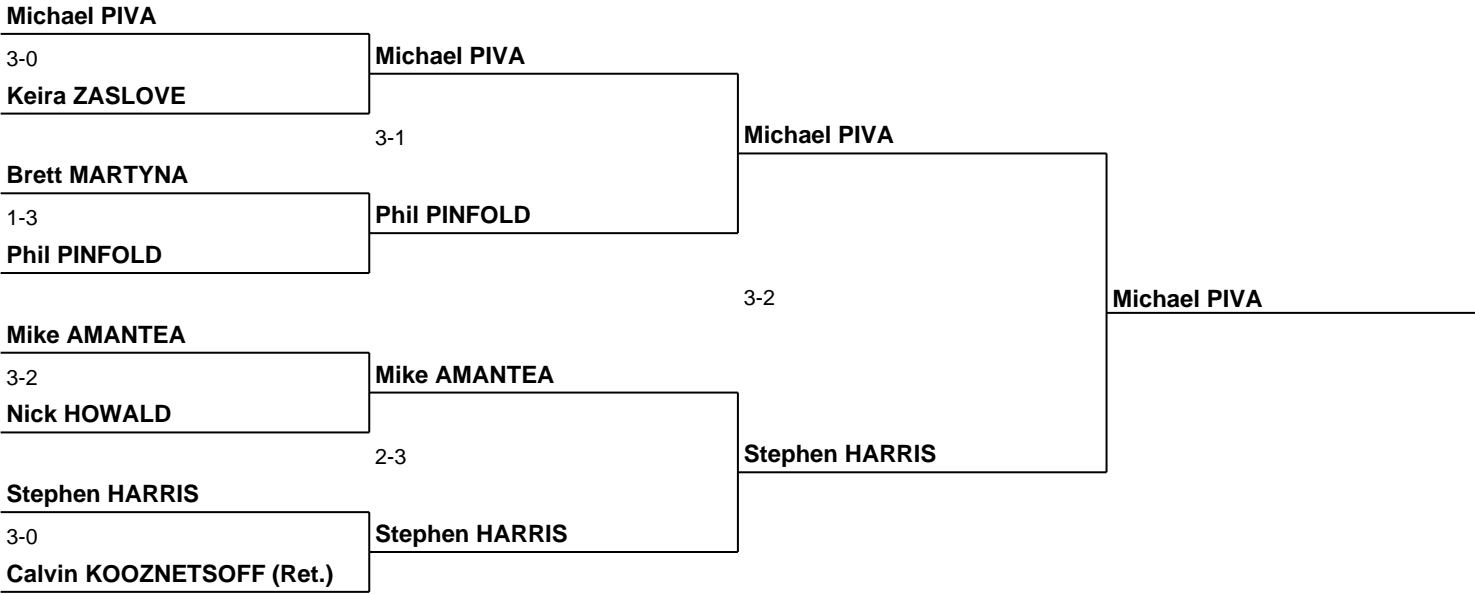 Michael PIVA
3-0
Keira ZASLOVE
Michael PIVA
3-1
Michael PIVA
Brett MARTYNA
1-3
Phil PINFOLD
Phil PINFOLD
3-2
Michael PIVA
Mike AMANTEA
3-2
Nick HOWALD
Mike AMANTEA
2-3
Stephen HARRIS
Stephen HARRIS
3-0
Calvin KOOZNETSOFF (Ret.)
Stephen HARRIS